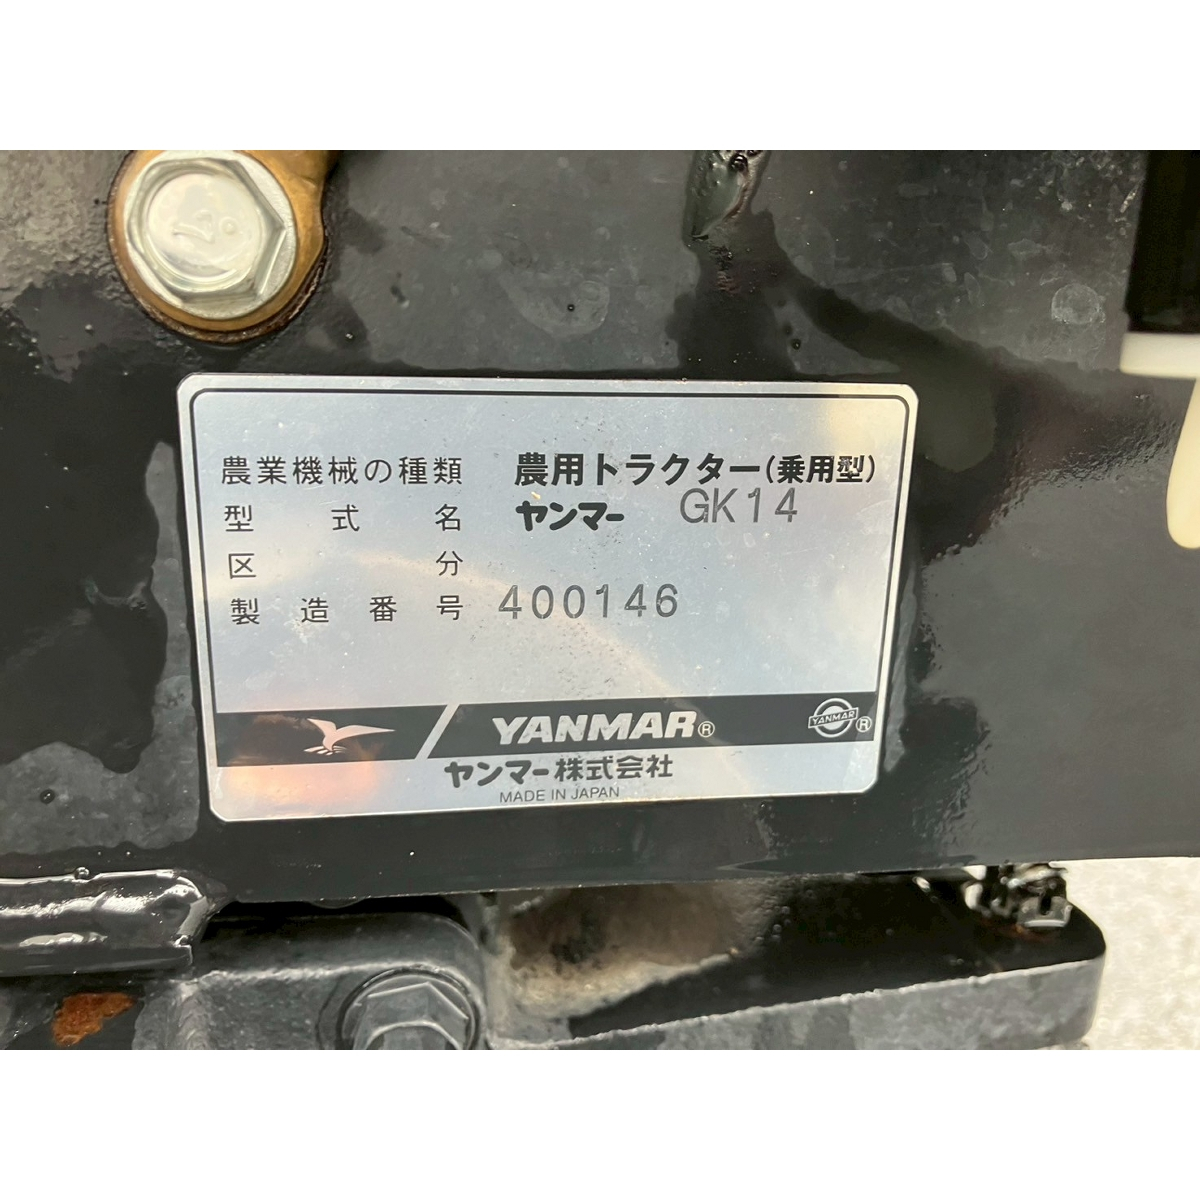 農業機械の種類 農用トラクター(乗用型)
型式名 ヤンマー GK14
区分
製造番号 400146
YANMAR® YANMAR®
ヤンマー株式会社
MADE IN JAPAN